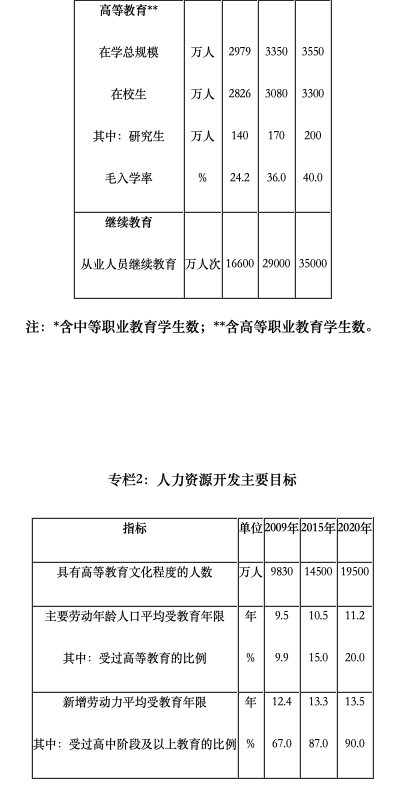 高等教育**
在学总规模 万人 2979 3350 3550
在校生 万人 2826 3080 3300
其中：研究生 万人 140 170 200
毛入学率 % 24.2 36.0 40.0
继续教育
从业人员继续教育 万人次 16600 29000 35000
注：*含中等职业教育学生数；**含高等职业教育学生数。
专栏2：人力资源开发主要目标
指标 单位 2009年 2015年 2020年
具有高等教育文化程度的人数 万人 9830 14500 19500
主要劳动年龄人口平均受教育年限 年 9.5 10.5 11.2
其中：受过高等教育的比例 % 9.9 15.0 20.0
新增劳动力平均受教育年限 年 12.4 13.3 13.5
其中：受过高中阶段及以上教育的比例 % 67.0 87.0 90.0